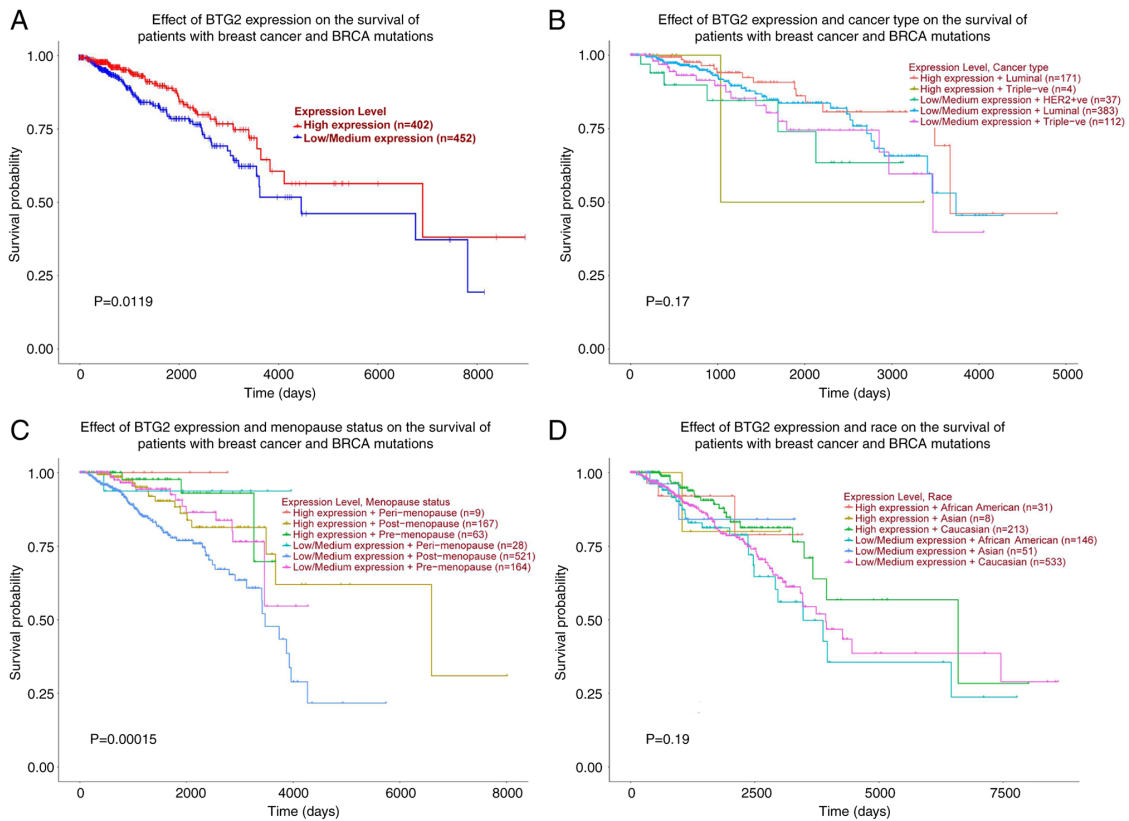 A
Effect of BTG2 expression on the survival of
patients with breast cancer and BRCA mutations
1.00
0.75
0.50
0.25
0.00
Survival probability
Expression Level
High expression (n=402)
Low/Medium expression (n=452)
P=0.0119
0 2000 4000 6000 8000
Time (days)
B
Effect of BTG2 expression and cancer type on the survival of
patients with breast cancer and BRCA mutations
1.00
0.75
0.50
0.25
0.00
Survival probability
Expression Level, Cancer type
High expression + Luminal (n=171)
High expression + Triple−ve (n=4)
Low/Medium expression + HER2+ve (n=37)
Low/Medium expression + Luminal (n=383)
Low/Medium expression + Triple−ve (n=112)
P=0.17
0 1000 2000 3000 4000 5000
Time (days)
C
Effect of BTG2 expression and menopause status on the survival of
patients with breast cancer and BRCA mutations
1.00
0.75
0.50
0.25
0.00
Survival probability
Expression Level, Menopause status
High expression + Peri−menopause (n=9)
High expression + Post−menopause (n=167)
High expression + Pre−menopause (n=63)
Low/Medium expression + Peri−menopause (n=28)
Low/Medium expression + Post−menopause (n=521)
Low/Medium expression + Pre−menopause (n=164)
P=0.00015
0 2000 4000 6000 8000
Time (days)
D
Effect of BTG2 expression and race on the survival of
patients with breast cancer and BRCA mutations
1.00
0.75
0.50
0.25
0.00
Survival probability
Expression Level, Race
High expression + African American (n=31)
High expression + Asian (n=8)
High expression + Caucasian (n=213)
Low/Medium expression + African American (n=146)
Low/Medium expression + Asian (n=51)
Low/Medium expression + Caucasian (n=533)
P=0.19
0 2500 5000 7500
Time (days)